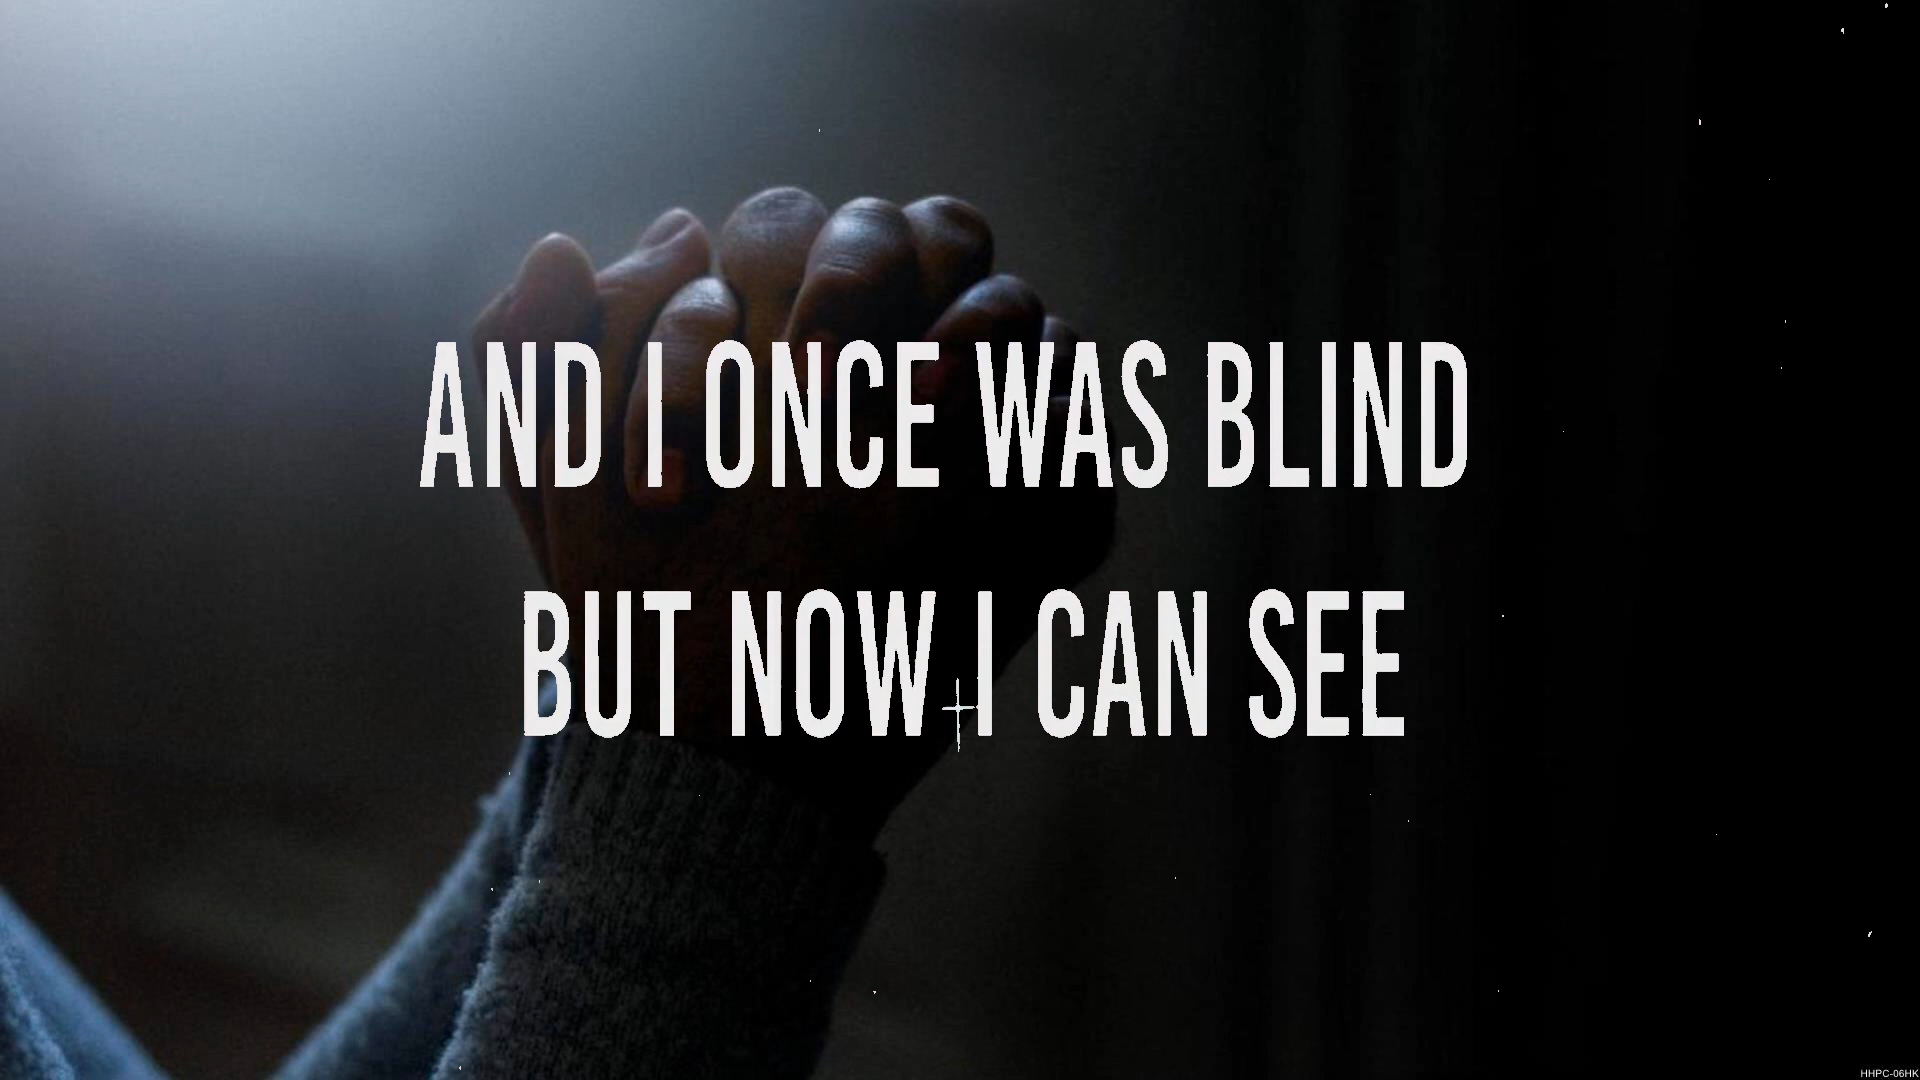 AND I ONCE WAS BLIND
BUT NOW I CAN SEE
HHPC-06HK